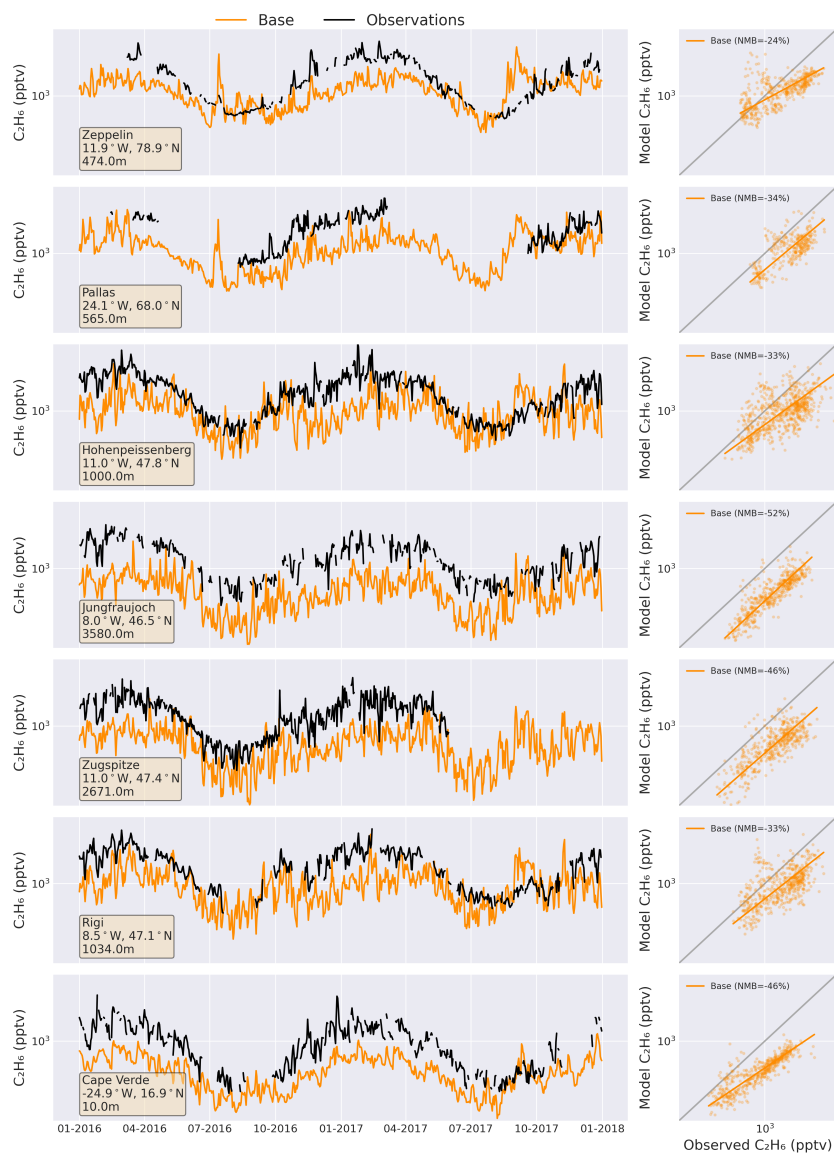 Base
Observations
C₂H₆ (pptv)
10³
Zeppelin
11.9°W, 78.9°N
474.0m
Model C₂H₆ (pptv)
Base (NMB=-24%)
C₂H₆ (pptv)
10³
Pallas
24.1°W, 68.0°N
565.0m
Model C₂H₆ (pptv)
Base (NMB=-34%)
C₂H₆ (pptv)
10³
Hohenpeissenberg
11.0°W, 47.8°N
1000.0m
Model C₂H₆ (pptv)
Base (NMB=-33%)
C₂H₆ (pptv)
10³
Jungfraujoch
8.0°W, 46.5°N
3580.0m
Model C₂H₆ (pptv)
Base (NMB=-52%)
C₂H₆ (pptv)
10³
Zugspitze
11.0°W, 47.4°N
2671.0m
Model C₂H₆ (pptv)
Base (NMB=-46%)
C₂H₆ (pptv)
10³
Rigi
8.5°W, 47.1°N
1034.0m
Model C₂H₆ (pptv)
Base (NMB=-33%)
C₂H₆ (pptv)
10³
Cape Verde
-24.9°W, 16.9°N
10.0m
Model C₂H₆ (pptv)
Base (NMB=-46%)
01-2016 04-2016 07-2016 10-2016 01-2017 04-2017 07-2017 10-2017 01-2018
10³
Observed C₂H₆ (pptv)